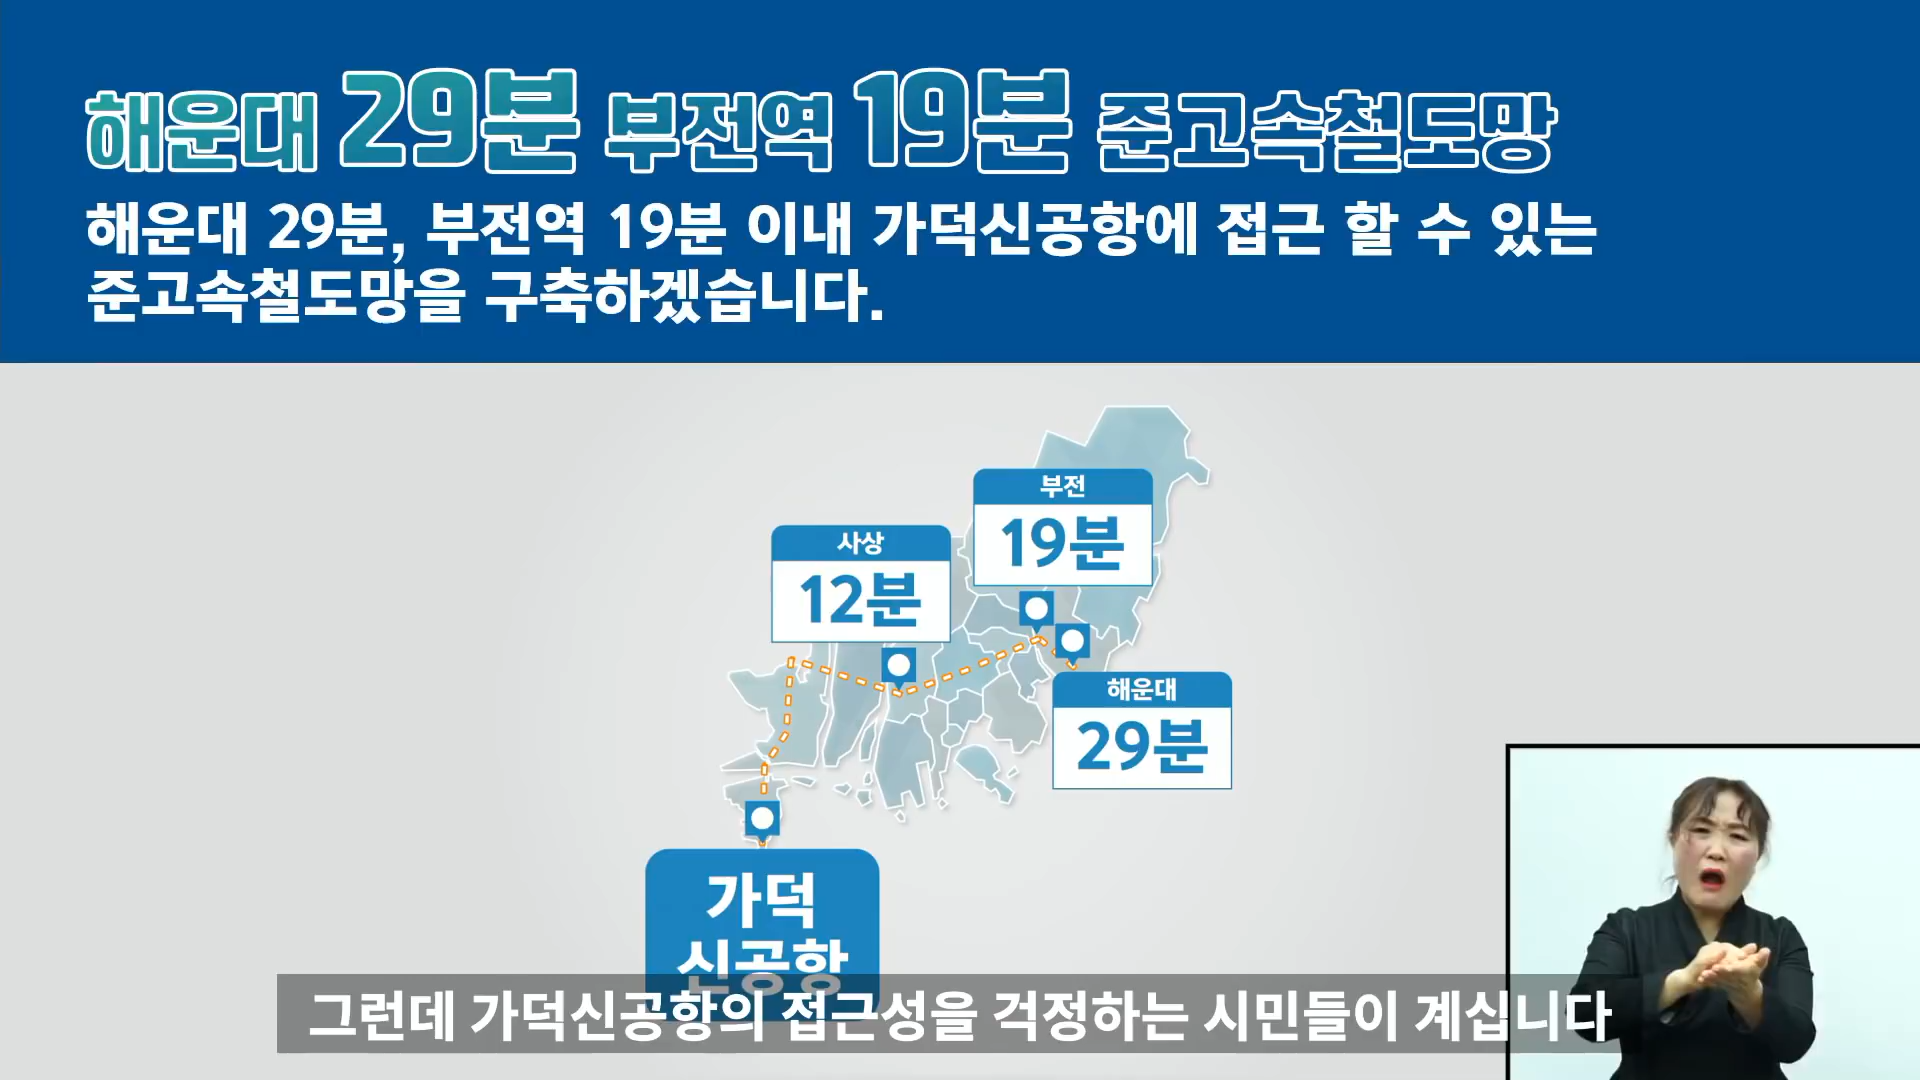 해운대 29분 부전역 19분 준고속철도망
해운대 29분, 부전역 19분 이내 가덕신공항에 접근 할 수 있는
준고속철도망을 구축하겠습니다.
부전
19분
사상
12분
해운대
29분
가덕
신공항
그런데 가덕신공항의 접근성을 걱정하는 시민들이 계십니다